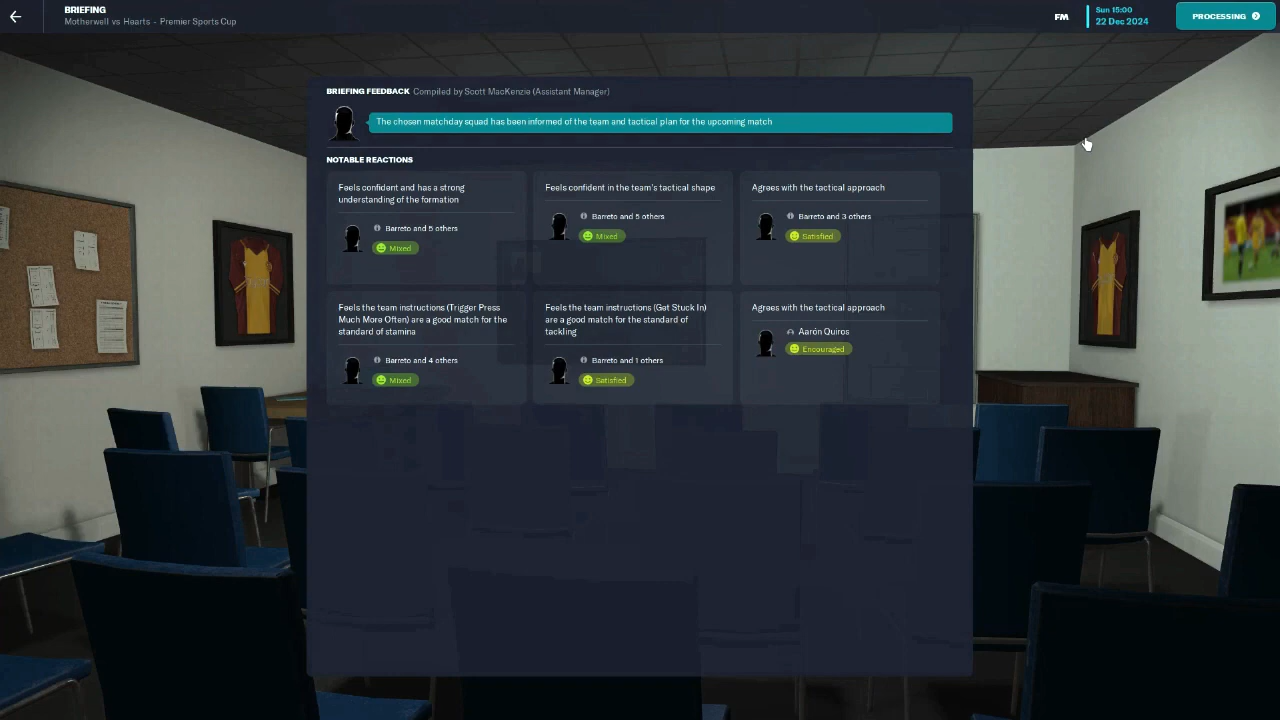 BRIEFING
Motherwell vs Hearts - Premier Sports Cup
FM
Sun 15:00
22 Dec 2024
PROCESSING
BRIEFING FEEDBACK Compiled by Scott MacKenzie (Assistant Manager)
The chosen matchday squad has been informed of the team and tactical plan for the upcoming match
NOTABLE REACTIONS
Feels confident and has a strong
understanding of the formation
Barreto and 5 others
Mixed
Feels confident in the team's tactical shape
Barreto and 5 others
Mixed
Agrees with the tactical approach
Barreto and 3 others
Satisfied
Feels the team instructions (Trigger Press
Much More Often) are a good match for the
standard of stamina
Barreto and 4 others
Mixed
Feels the team instructions (Get Stuck In)
are a good match for the standard of
tackling
Barreto and 1 others
Satisfied
Agrees with the tactical approach
Aarón Quiros
Encouraged